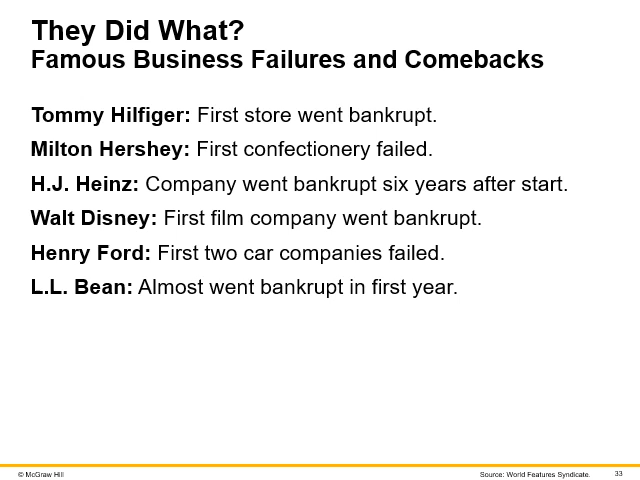 They Did What?
Famous Business Failures and Comebacks
Tommy Hilfiger: First store went bankrupt.
Milton Hershey: First confectionery failed.
H.J. Heinz: Company went bankrupt six years after start.
Walt Disney: First film company went bankrupt.
Henry Ford: First two car companies failed.
L.L. Bean: Almost went bankrupt in first year.
© McGraw Hill
Source: World Features Syndicate.
33